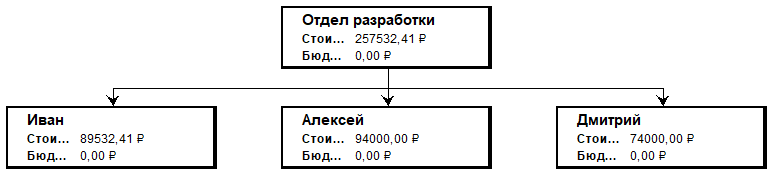 Отдел разработки
Стои... 257532,41 ₽
Бюд... 0,00 ₽
Иван
Стои... 89532,41 ₽
Бюд... 0,00 ₽
Алексей
Стои... 94000,00 ₽
Бюд... 0,00 ₽
Дмитрий
Стои... 74000,00 ₽
Бюд... 0,00 ₽